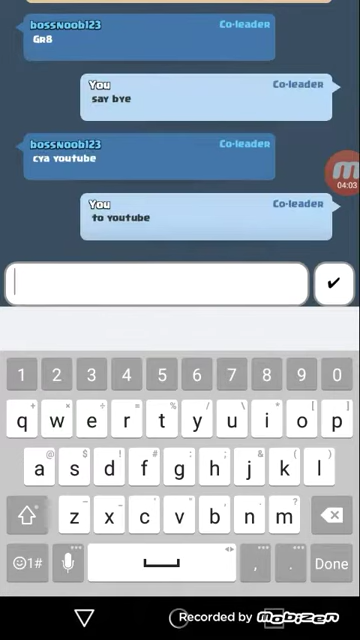 bossNoob123 Co-leader
Gr8
You Co-leader
say bye
bossNoob123 Co-leader
cya youtube
You Co-leader
to youtube
04:03
✔
1 2 3 4 5 6 7 8 9 0
q w e r t y u i o p
a s d f g h j k l
z x c v b n m
☺1# , . Done
Recorded by Mobizen